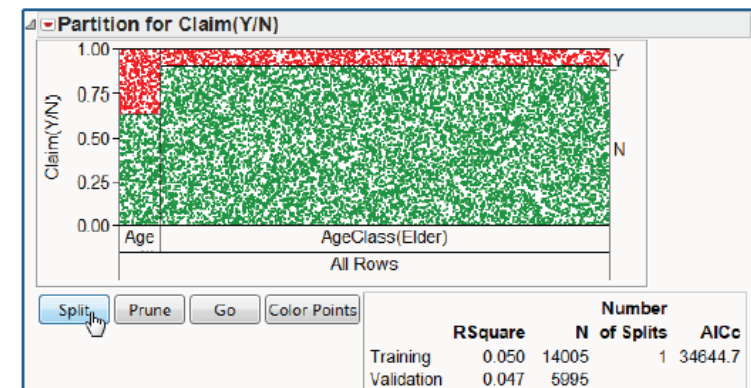 Partition for Claim(Y/N)
1.00
0.75
0.50
0.25
0.00
Claim(Y/N)
Y
N
Age
...
AgeClass(Elder)
All Rows
Split Prune Go Color Points
Number
RSquare N of Splits AICc
Training 0.050 14005 1 34644.7
Validation 0.047 5995